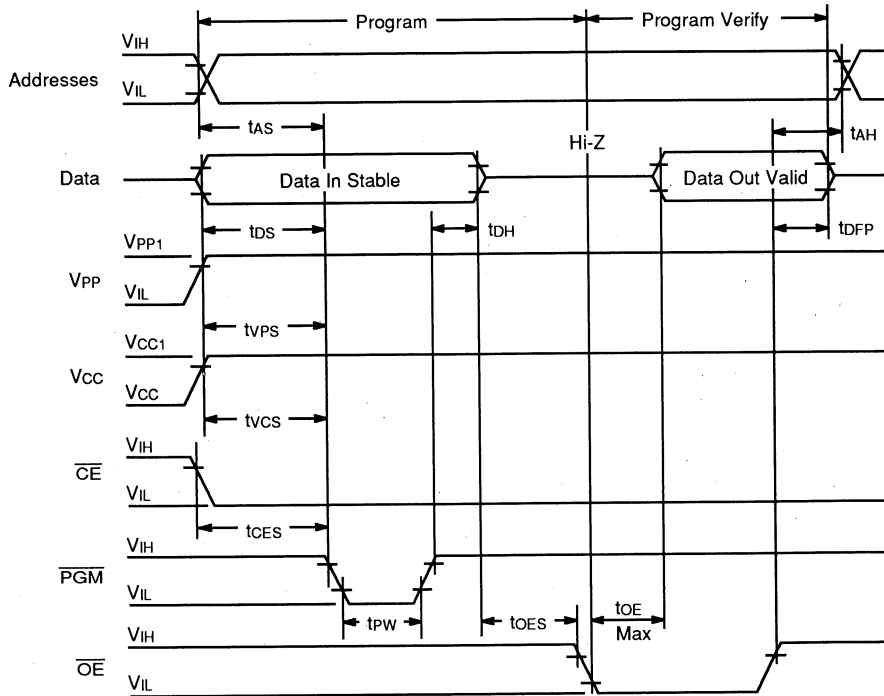 Program
Program Verify
Addresses
VIH
VIL
tAS
tAH
Hi-Z
Data
Data In Stable
Data Out Valid
tDS
tDH
tDFP
VPP
VPP1
VIL
tVPS
VCC
VCC1
VCC
tVCS
CE
VIH
VIL
tCES
PGM
VIH
VIL
tPW
tOES
tOE
Max
OE
VIH
VIL